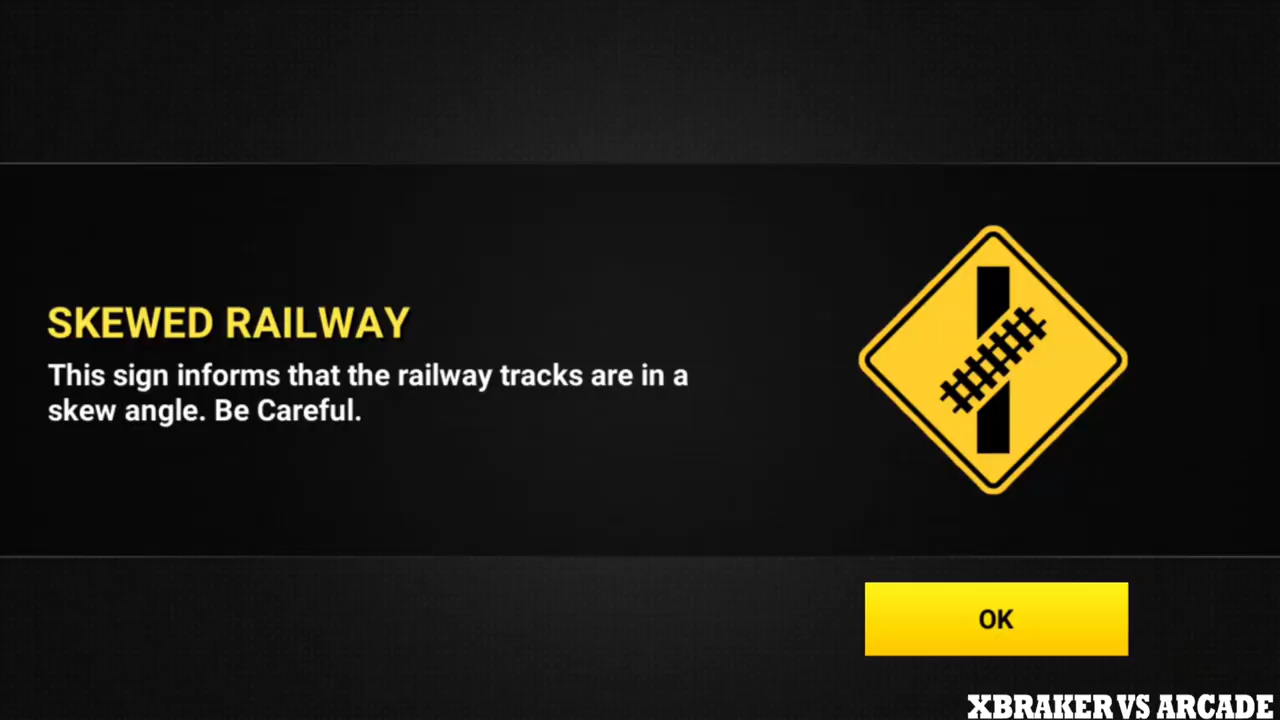 SKEWED RAILWAY
This sign informs that the railway tracks are in a
skew angle. Be Careful.
OK
XBRAKER VS ARCADE